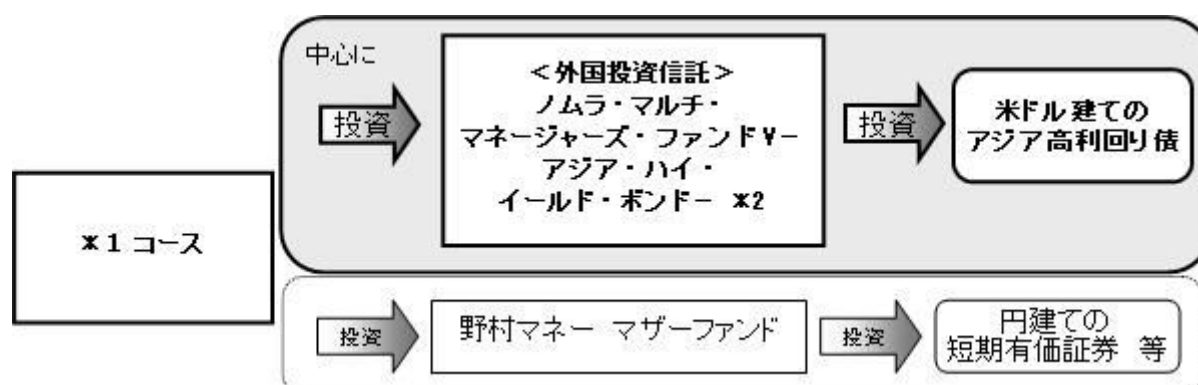 中心に
投資
<外国投資信託>
ノムラ・マルチ・
マネージャーズ・ファンドⅤ-
アジア・ハイ・
イールド・ボンド- *2
投資
米ドル建ての
アジア高利回り債
*1 コース
投資
野村マネー マザーファンド
投資
円建ての
短期有価証券 等